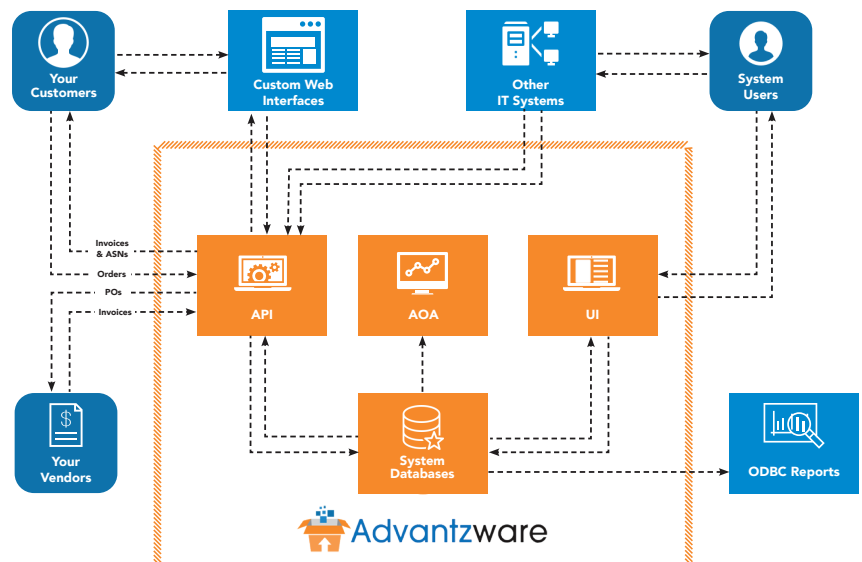 Your
Customers
Custom Web
Interfaces
Other
IT Systems
System
Users
Invoices
& ASNs
Orders
POs
Invoices
API
AOA
UI
$
Your
Vendors
System
Databases
ODBC Reports
Advantzware